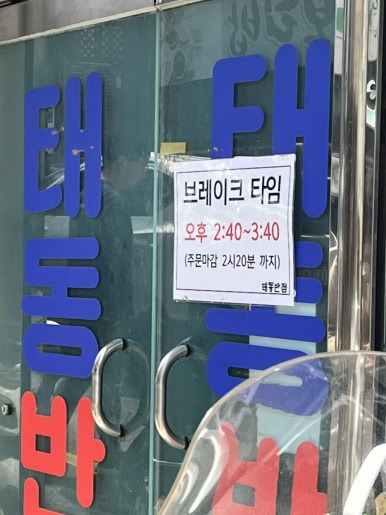 태동반
브레이크 타임
오후 2:40~3:40
(주문마감 2시20분 까지)
태동반점
태동반